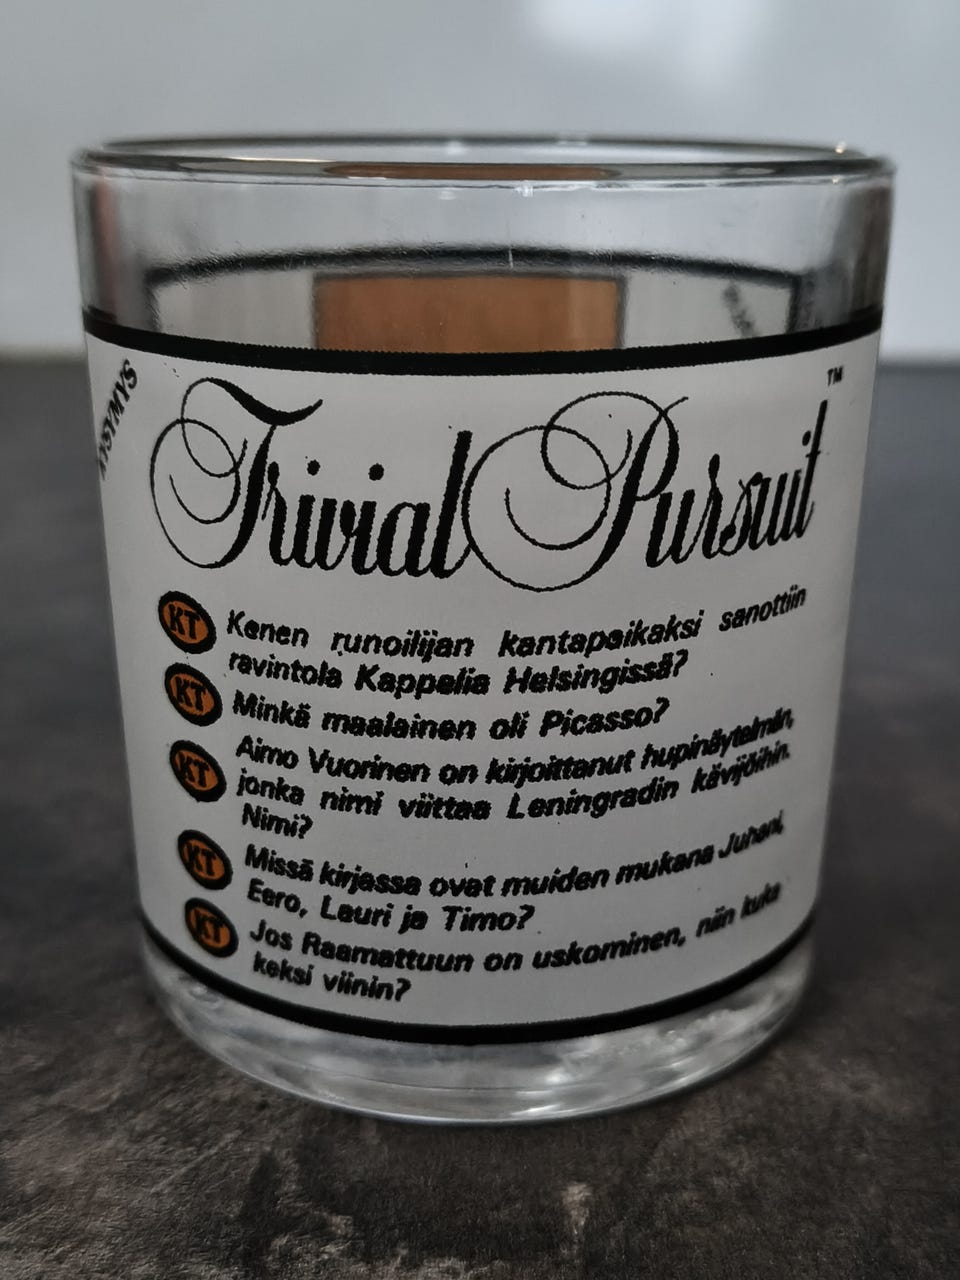 KYSYMYS
Trivial Pursuit ™
KT Kenen runoilijan kantapaikaksi sanottiin
ravintola Kappelia Helsingissä?
KT Minkä maalainen oli Picasso?
KT Aimo Vuorinen on kirjoittanut hupinäytelmän,
jonka nimi viittaa Leningradin kävijöihin.
Nimi?
KT Missä kirjassa ovat muiden mukana Juhani,
Eero, Lauri ja Timo?
KT Jos Raamattuun on uskominen, niin kuka
keksi viinin?